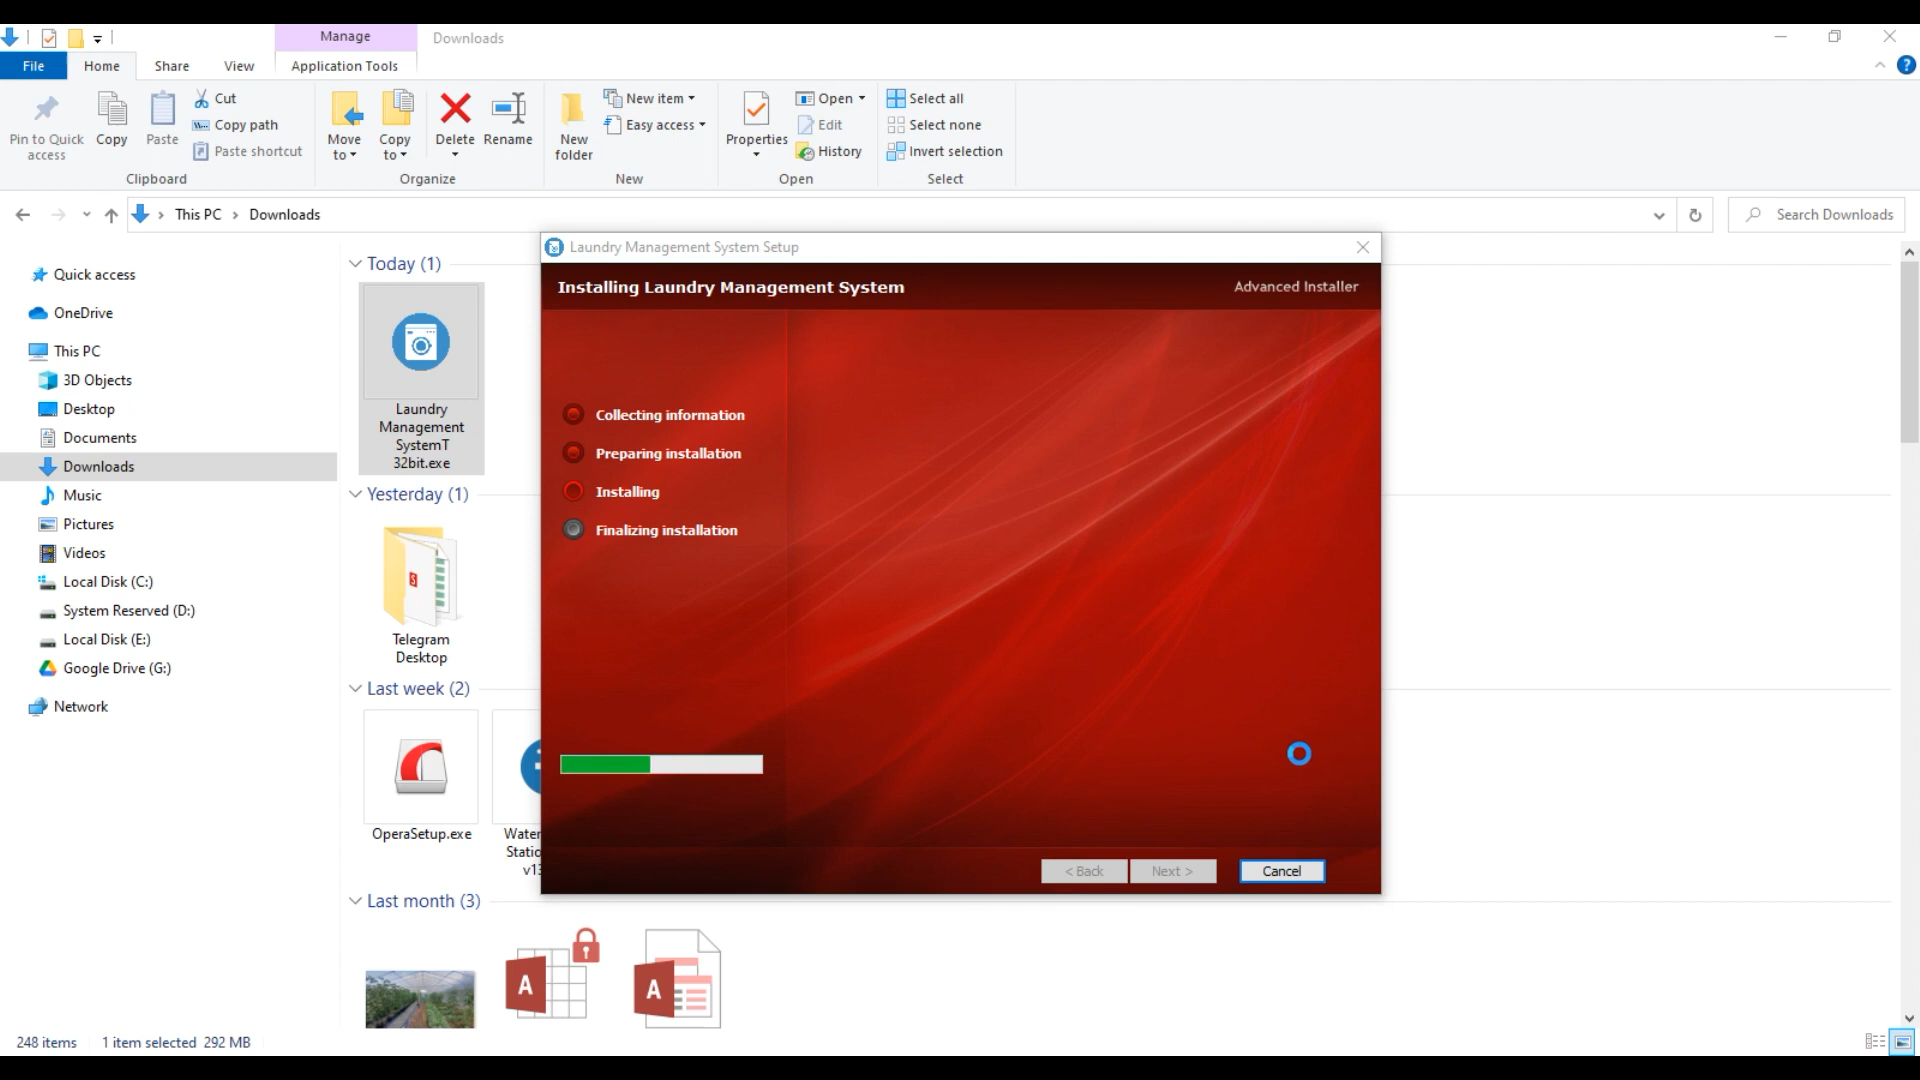 Manage
Downloads
File
Home
Share
View
Application Tools
Pin to Quick
access
Copy
Paste
Cut
Copy path
Paste shortcut
Clipboard
Move
to
Copy
to
Delete
Rename
Organize
New
folder
New item
Easy access
New
Properties
Open
Edit
History
Open
Select all
Select none
Invert selection
Select
This PC
Downloads
Search Downloads
Quick access
OneDrive
This PC
3D Objects
Desktop
Documents
Downloads
Music
Pictures
Videos
Local Disk (C:)
System Reserved (D:)
Local Disk (E:)
Google Drive (G:)
Network
Today (1)
Laundry
Management
SystemT
32bit.exe
Yesterday (1)
Telegram
Desktop
Last week (2)
OperaSetup.exe
Water
Statio
v13
Last month (3)
A
A
Laundry Management System Setup
Installing Laundry Management System
Advanced Installer
Collecting information
Preparing installation
Installing
Finalizing installation
< Back
Next >
Cancel
248 items
1 item selected 292 MB